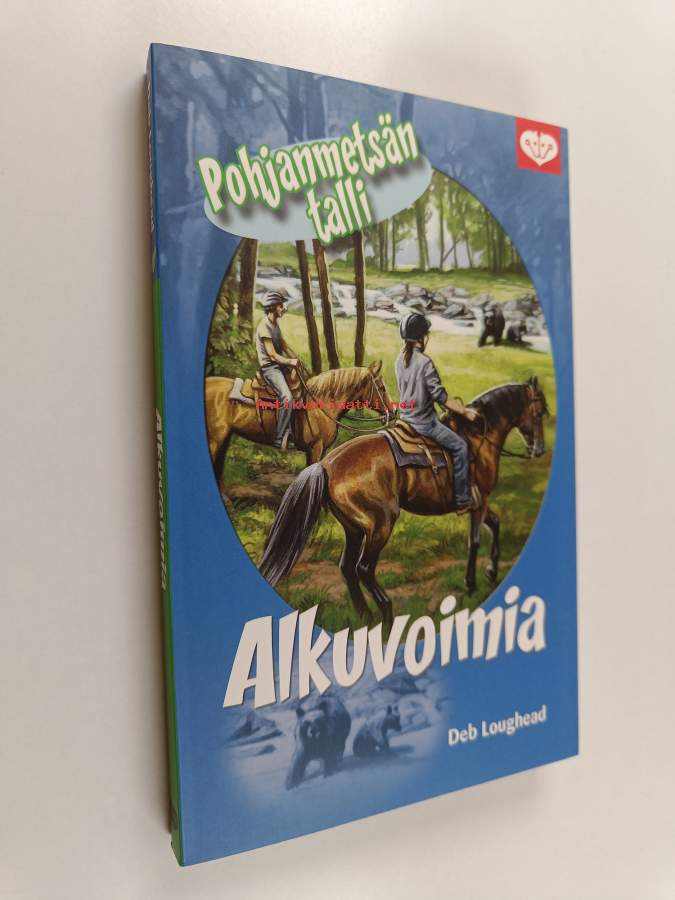 Pohjanmetsän
talli
Antikvariaatti.net
Alkuvoimia
Deb Loughead
Alkuvoimia